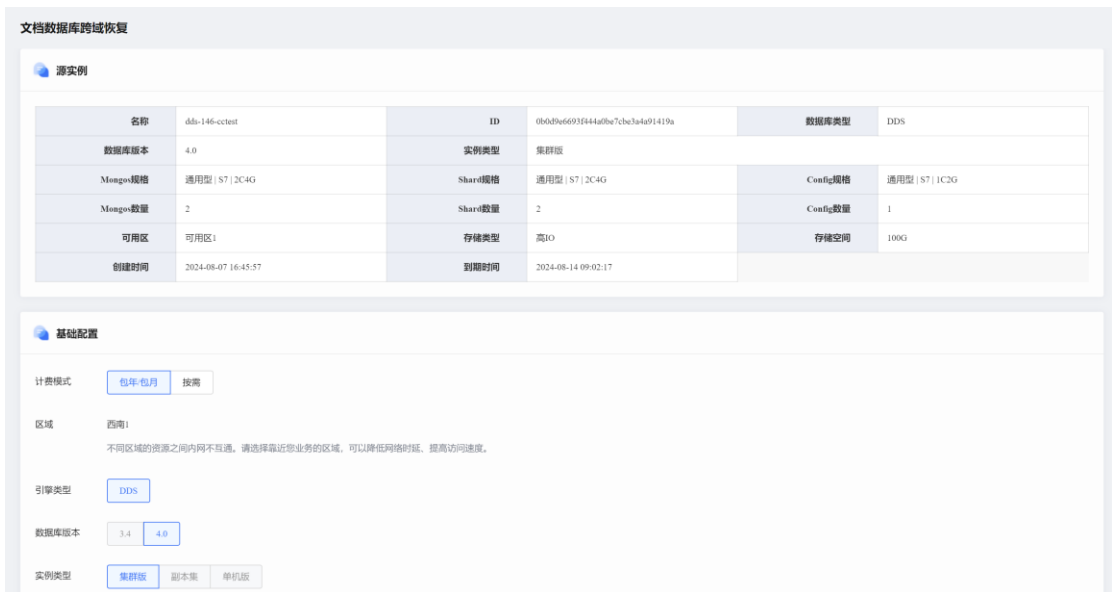 文档数据库跨域恢复
源实例
名称 dds-146-cctest ID 0b0d9e6693f444a0be7cbe3a4a91419a 数据库类型 DDS
数据库版本 4.0 实例类型 集群版
Mongos规格 通用型 | S7 | 2C4G Shard规格 通用型 | S7 | 2C4G Config规格 通用型 | S7 | 1C2G
Mongos数量 2 Shard数量 2 Config数量 1
可用区 可用区1 存储类型 高IO 存储空间 100G
创建时间 2024-08-07 16:45:57 到期时间 2024-08-14 09:02:17
基础配置
计费模式 包年/包月 按需
区域 西南1
不同区域的资源之间内网不互通。请选择靠近您业务的区域，可以降低网络时延、提高访问速度。
引擎类型 DDS
数据库版本 3.4 4.0
实例类型 集群版 副本集 单机版